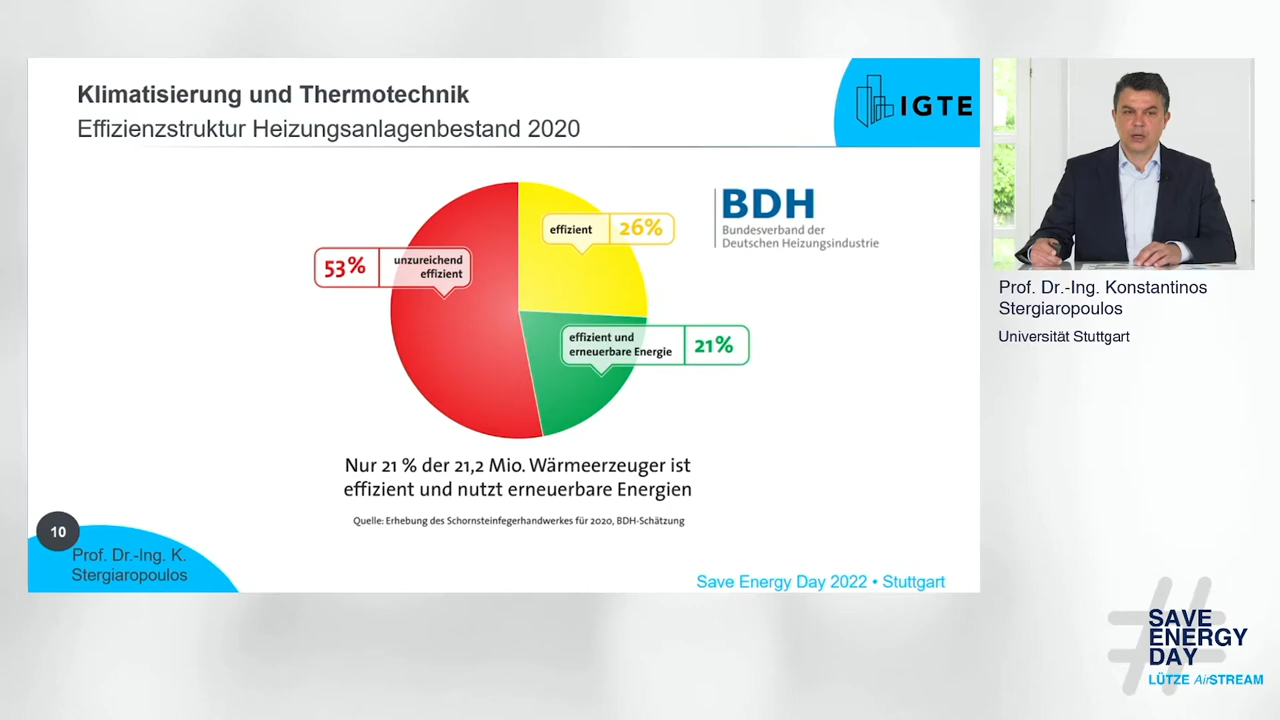 Klimatisierung und Thermotechnik
Effizienzstruktur Heizungsanlagenbestand 2020
IGTE
BDH
Bundesverband der
Deutschen Heizungsindustrie
effizient
26%
53%
unzureichend
effizient
effizient und
erneuerbare Energie
21%
Nur 21 % der 21,2 Mio. Wärmeerzeuger ist
effizient und nutzt erneuerbare Energien
Quelle: Erhebung des Schornsteinfegerhandwerkes für 2020, BDH-Schätzung
10
Prof. Dr.-Ing. K.
Stergiaropoulos
Save Energy Day 2022 • Stuttgart
Prof. Dr.-Ing. Konstantinos
Stergiaropoulos
Universität Stuttgart
#
SAVE
ENERGY
DAY
LÜTZE AirSTREAM